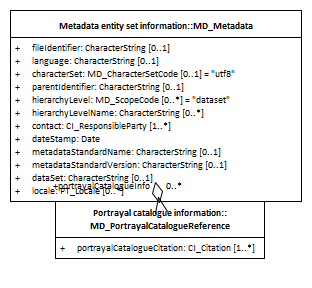 Metadata entity set information::MD_Metadata
+ fileIdentifier: CharacterString [0..1]
+ language: CharacterString [0..1]
+ characterSet: MD_CharacterSetCode [0..1] = "utf8"
+ parentIdentifier: CharacterString [0..1]
+ hierarchyLevel: MD_ScopeCode [0..*] = "dataset"
+ hierarchyLevelName: CharacterString [0..*]
+ contact: CI_ResponsibleParty [1..*]
+ dateStamp: Date
+ metadataStandardName: CharacterString [0..1]
+ metadataStandardVersion: CharacterString [0..1]
+ dataSet: CharacterString [0..1]
+portrayalCatalogueInfo 0..*
+ locale: PT_Locale [0..*]
Portrayal catalogue information::
MD_PortrayalCatalogueReference
+ portrayalCatalogueCitation: CI_Citation [1..*]